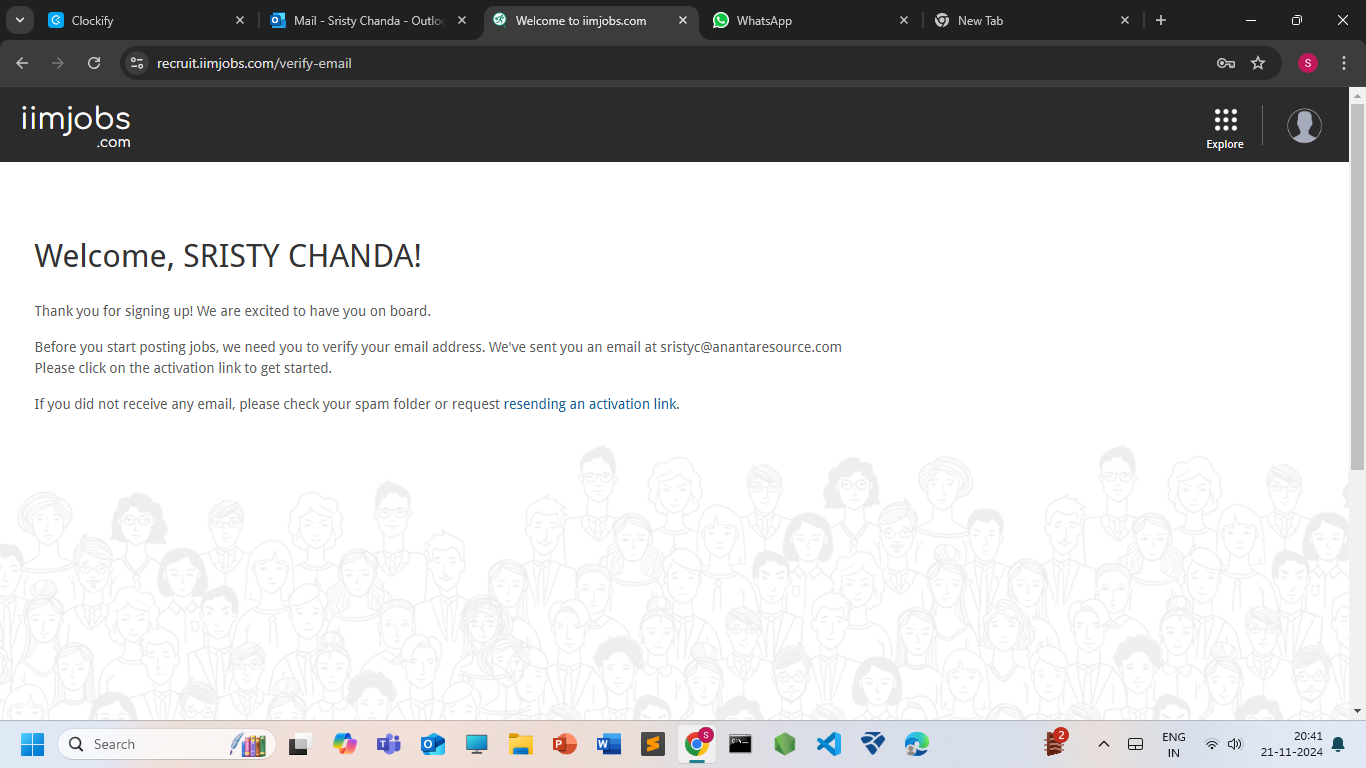 Clockify
Mail - Sristy Chanda - Outloo
Welcome to iimjobs.com
WhatsApp
New Tab
recruit.iimjobs.com/verify-email
S
iimjobs
.com
Explore
Welcome, SRISTY CHANDA!
Thank you for signing up! We are excited to have you on board.
Before you start posting jobs, we need you to verify your email address. We've sent you an email at sristyc@anantaresource.com
Please click on the activation link to get started.
If you did not receive any email, please check your spam folder or request resending an activation link.
Search
S
2
ENG
IN
20:41
21-11-2024